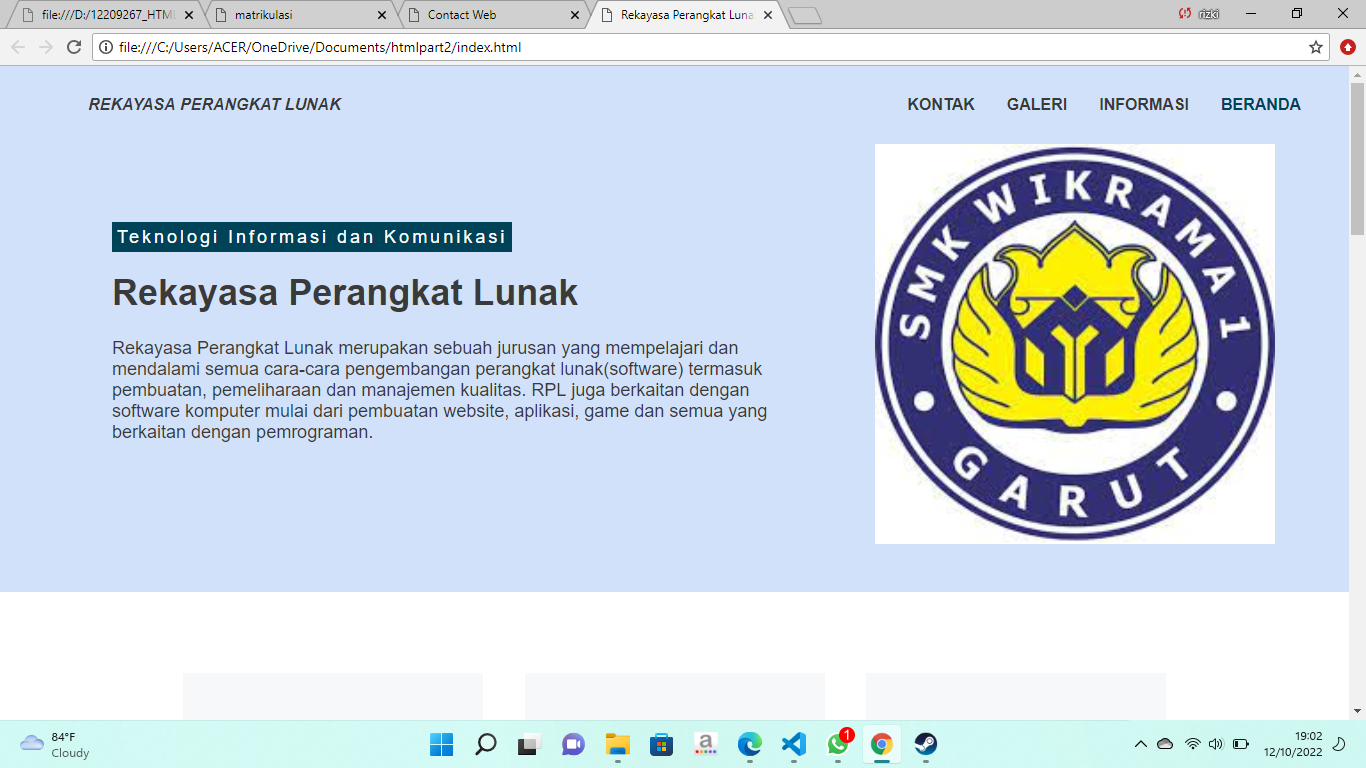 file:///D:/12209267_HTML
matrikulasi
Contact Web
Rekayasa Perangkat Luna
rizki
file:///C:/Users/ACER/OneDrive/Documents/htmlpart2/index.html
REKAYASA PERANGKAT LUNAK
KONTAK
GALERI
INFORMASI
BERANDA
SMK WIKRAMA 1
GARUT
Teknologi Informasi dan Komunikasi
Rekayasa Perangkat Lunak
Rekayasa Perangkat Lunak merupakan sebuah jurusan yang mempelajari dan
mendalami semua cara-cara pengembangan perangkat lunak(software) termasuk
pembuatan, pemeliharaan dan manajemen kualitas. RPL juga berkaitan dengan
software komputer mulai dari pembuatan website, aplikasi, game dan semua yang
berkaitan dengan pemrograman.
84°F
Cloudy
a
1
19:02
12/10/2022